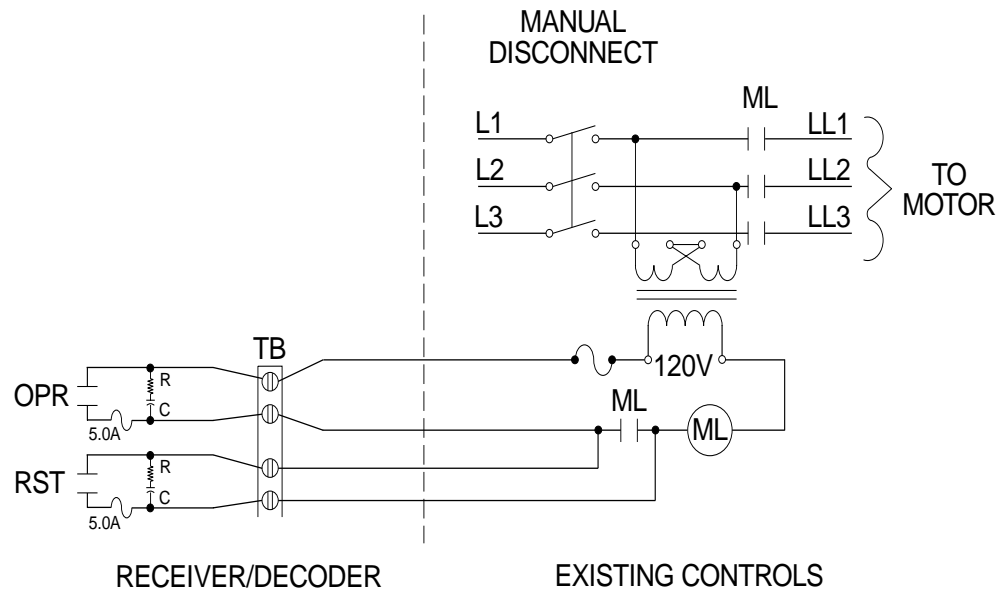 MANUAL
DISCONNECT
ML
L1
LL1
L2
LL2
L3
LL3
TO
MOTOR
TB
120V
OPR
R
C
5.0A
ML
ML
RST
R
C
5.0A
RECEIVER/DECODER
EXISTING CONTROLS